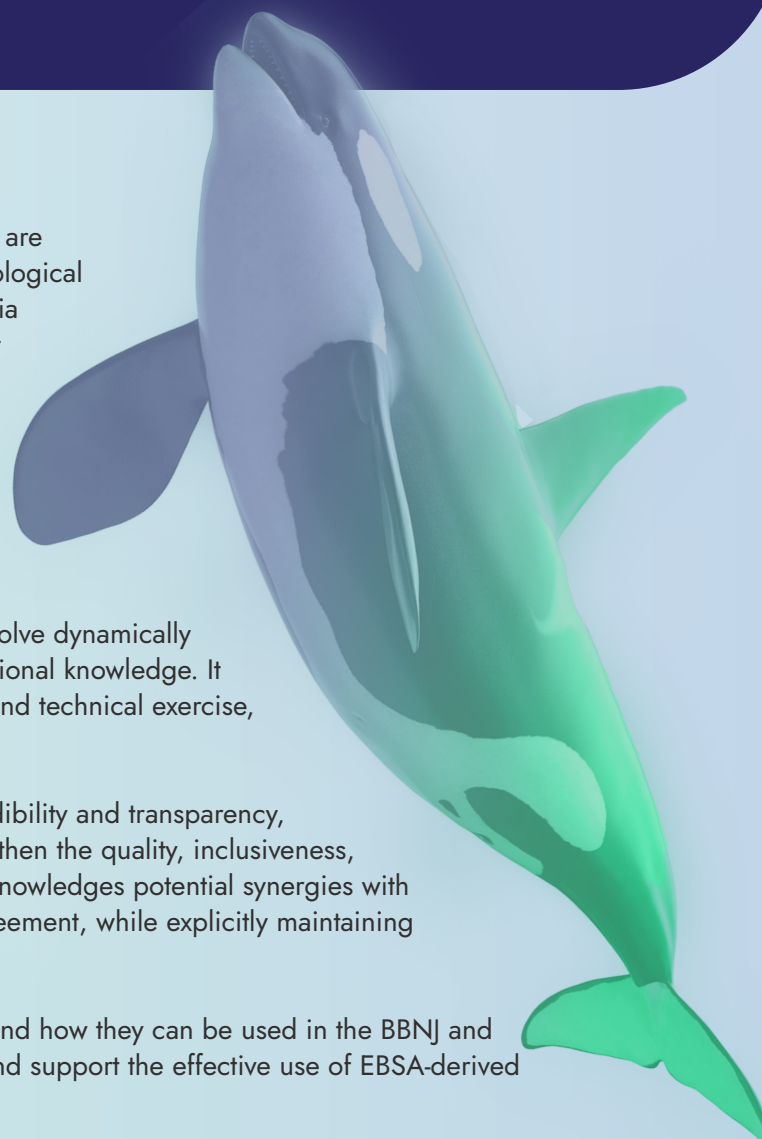 are
ological
ia
olve dynamically
ional knowledge. It
nd technical exercise,
dibility and transparency,
then the quality, inclusiveness,
nowledges potential synergies with
eement, while explicitly maintaining
nd how they can be used in the BBNJ and
nd support the effective use of EBSA-derived